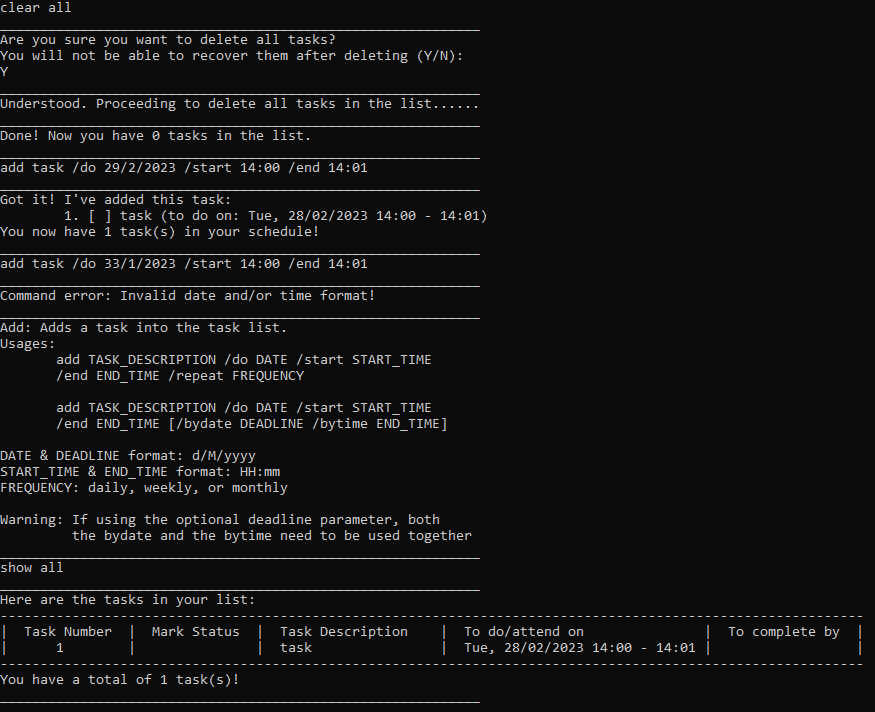 clear all
____________________________________________________________
Are you sure you want to delete all tasks?
You will not be able to recover them after deleting (Y/N):
Y
____________________________________________________________
Understood. Proceeding to delete all tasks in the list......
____________________________________________________________
Done! Now you have 0 tasks in the list.
____________________________________________________________
add task /do 29/2/2023 /start 14:00 /end 14:01
____________________________________________________________
Got it! I've added this task:
        1. [ ] task (to do on: Tue, 28/02/2023 14:00 - 14:01)
You now have 1 task(s) in your schedule!
____________________________________________________________
add task /do 33/1/2023 /start 14:00 /end 14:01
____________________________________________________________
Command error: Invalid date and/or time format!
____________________________________________________________
Add: Adds a task into the task list.
Usages:
       add TASK_DESCRIPTION /do DATE /start START_TIME
       /end END_TIME /repeat FREQUENCY

       add TASK_DESCRIPTION /do DATE /start START_TIME
       /end END_TIME [/bydate DEADLINE /bytime END_TIME]

DATE & DEADLINE format: d/M/yyyy
START_TIME & END_TIME format: HH:mm
FREQUENCY: daily, weekly, or monthly

Warning: If using the optional deadline parameter, both
         the bydate and the bytime need to be used together
____________________________________________________________
show all
____________________________________________________________
Here are the tasks in your list:
------------------------------------------------------------------------------------------------------------
|  Task Number  |  Mark Status  |  Task Description    |  To do/attend on               |  To complete by  |
|      1        |               |  task                |  Tue, 28/02/2023 14:00 - 14:01 |                  |
------------------------------------------------------------------------------------------------------------
You have a total of 1 task(s)!
____________________________________________________________